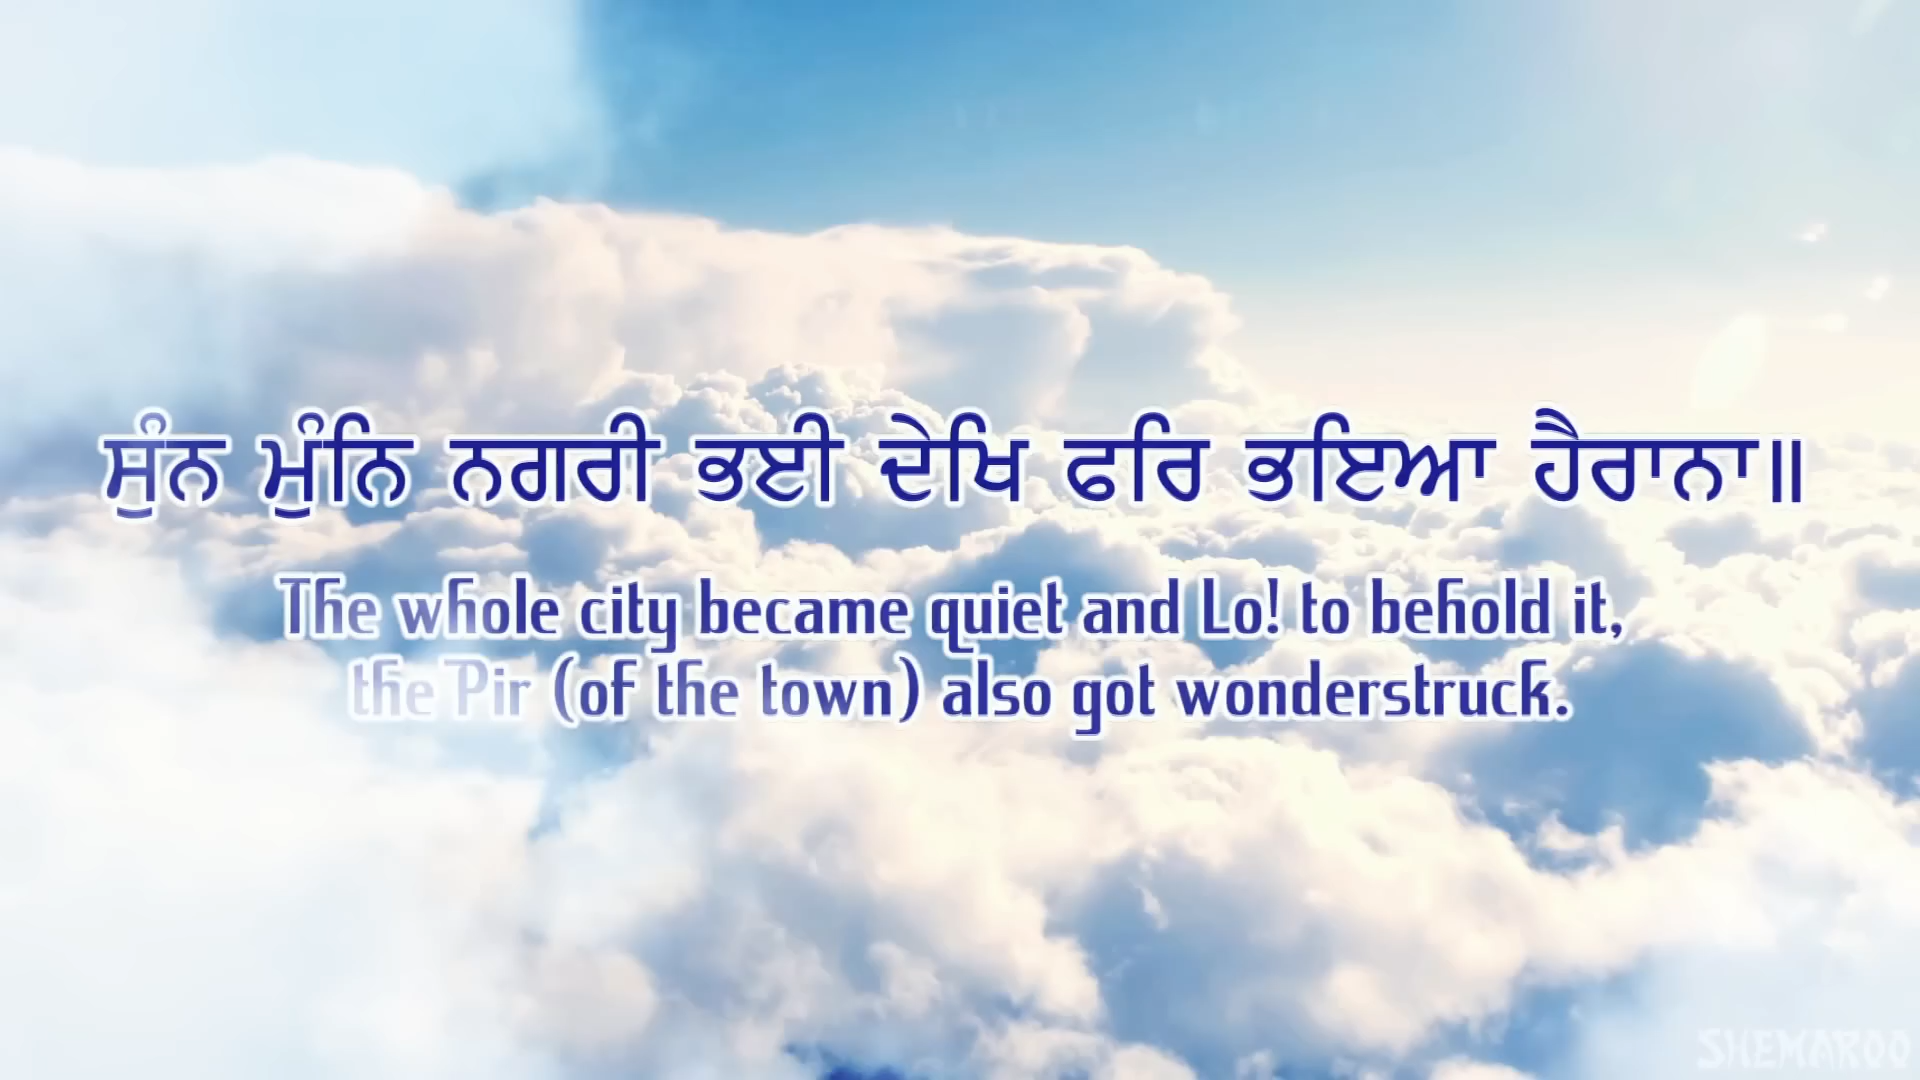 ਸੁੰਨ ਮੁੰਨਿ ਨਗਰੀ ਭਈ ਦੇਖਿ ਫਰਿ ਭਇਆ ਹੈਰਾਨਾ॥
The whole city became quiet and Lo! to behold it,
the Pir (of the town) also got wonderstruck.
SHEMAROO